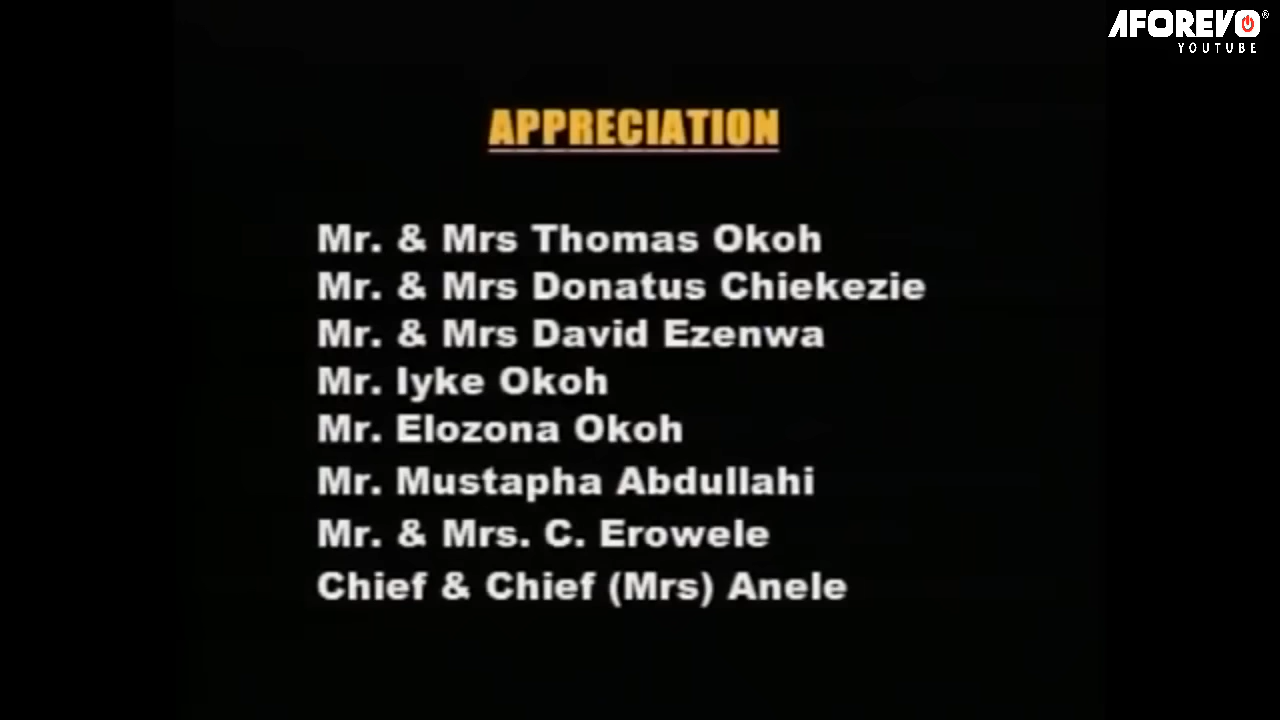 AFOREVO®
YOUTUBE
APPRECIATION
Mr. & Mrs Thomas Okoh
Mr. & Mrs Donatus Chiekezie
Mr. & Mrs David Ezenwa
Mr. Iyke Okoh
Mr. Elozona Okoh
Mr. Mustapha Abdullahi
Mr. & Mrs. C. Erowele
Chief & Chief (Mrs) Anele